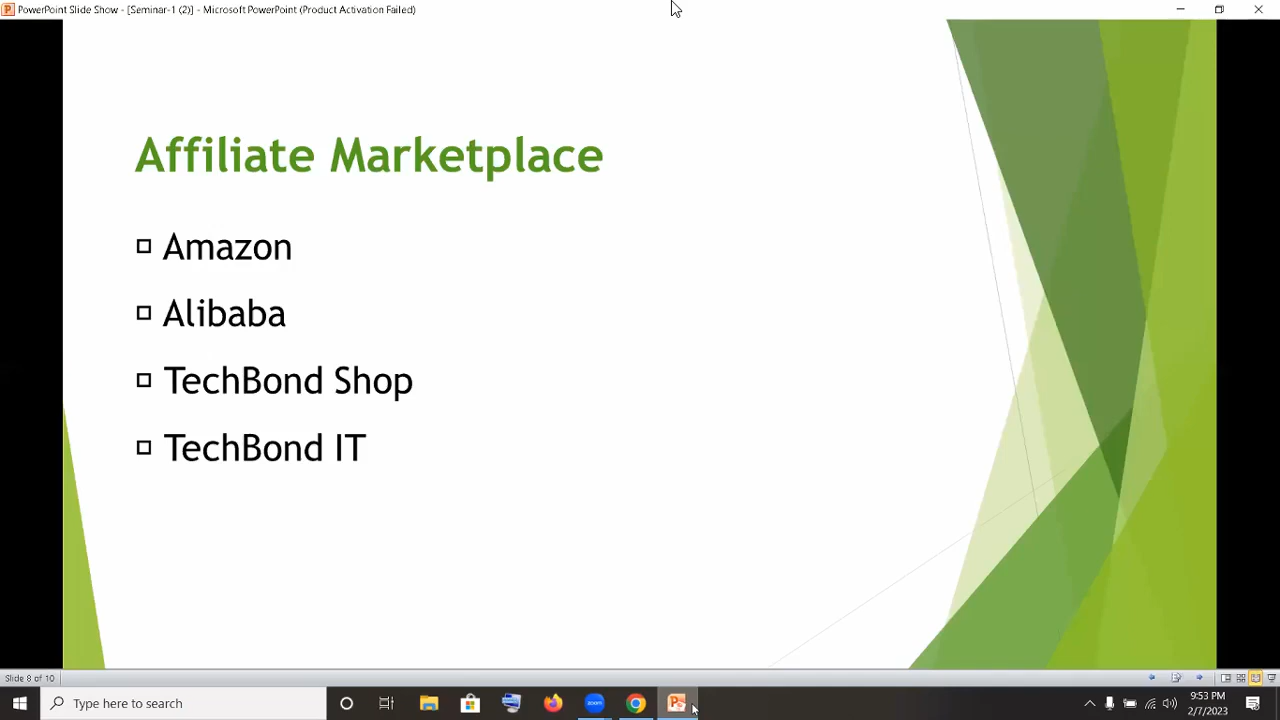 PowerPoint Slide Show - [Seminar-1 (2)] - Microsoft PowerPoint (Product Activation Failed)
Affiliate Marketplace
Amazon
Alibaba
TechBond Shop
TechBond IT
Slide 8 of 10
Type here to search
zoom
9:53 PM
2/7/2023